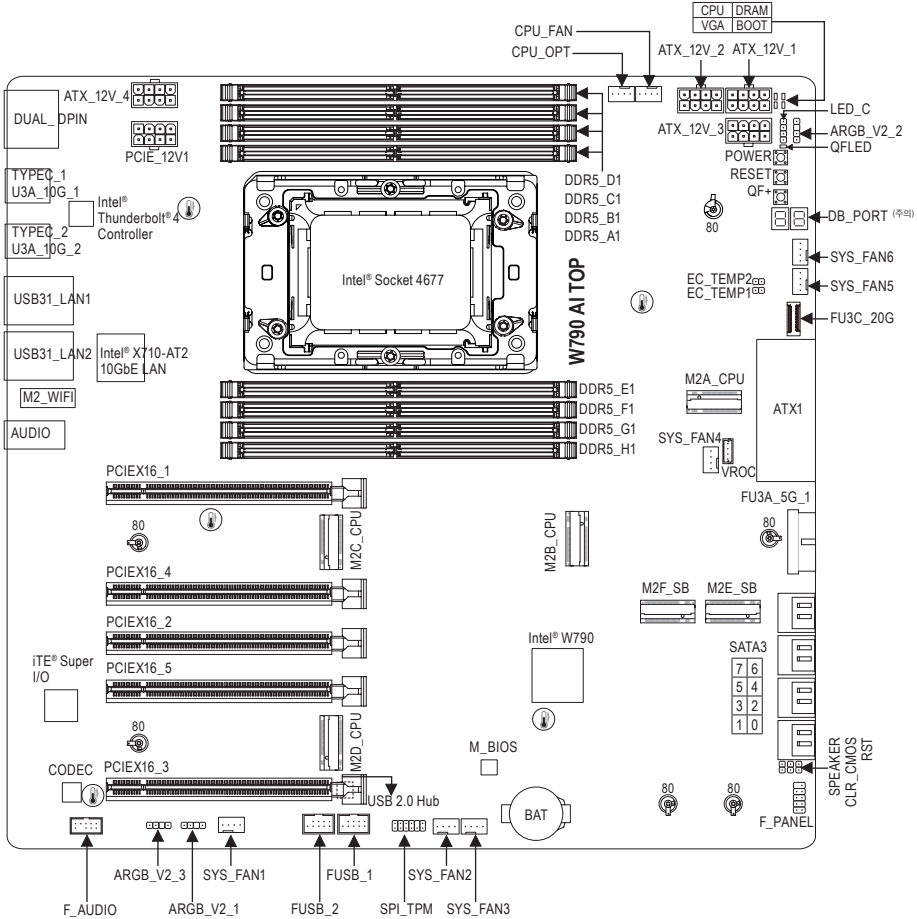 CPU DRAM
VGA BOOT
CPU_FAN
CPU_OPT
ATX_12V_2 ATX_12V_1
ATX_12V_4
DUAL_DPIN
PCIE_12V1
LED_C
ATX_12V_3
ARGB_V2_2
QFLED
POWER
RESET
QF+
TYPEC_1
U3A_10G_1
Intel® Thunderbolt® 4 Controller
DDR5_D1
DDR5_C1
DDR5_B1
DDR5_A1
80
DB_PORT (주의)
TYPEC_2
U3A_10G_2
SYS_FAN6
Intel® Socket 4677
W790 AI TOP
EC_TEMP2
EC_TEMP1
SYS_FAN5
USB31_LAN1
FU3C_20G
USB31_LAN2
Intel® X710-AT2
10GbE LAN
M2_WIFI
DDR5_E1
DDR5_F1
DDR5_G1
DDR5_H1
M2A_CPU
ATX1
AUDIO
SYS_FAN4
VROC
PCIEX16_1
FU3A_5G_1
80
M2C_CPU
M2B_CPU
80
PCIEX16_4
M2F_SB M2E_SB
PCIEX16_2
Intel® W790
SATA3
7 6
5 4
3 2
1 0
iTE® Super
I/O
PCIEX16_5
80
M2D_CPU
M_BIOS
SPEAKER
CLR_CMOS
RST
CODEC
PCIEX16_3
USB 2.0 Hub
BAT
80
80
F_PANEL
ARGB_V2_3 SYS_FAN1 FUSB_1 SYS_FAN2
F_AUDIO ARGB_V2_1 FUSB_2 SPI_TPM SYS_FAN3